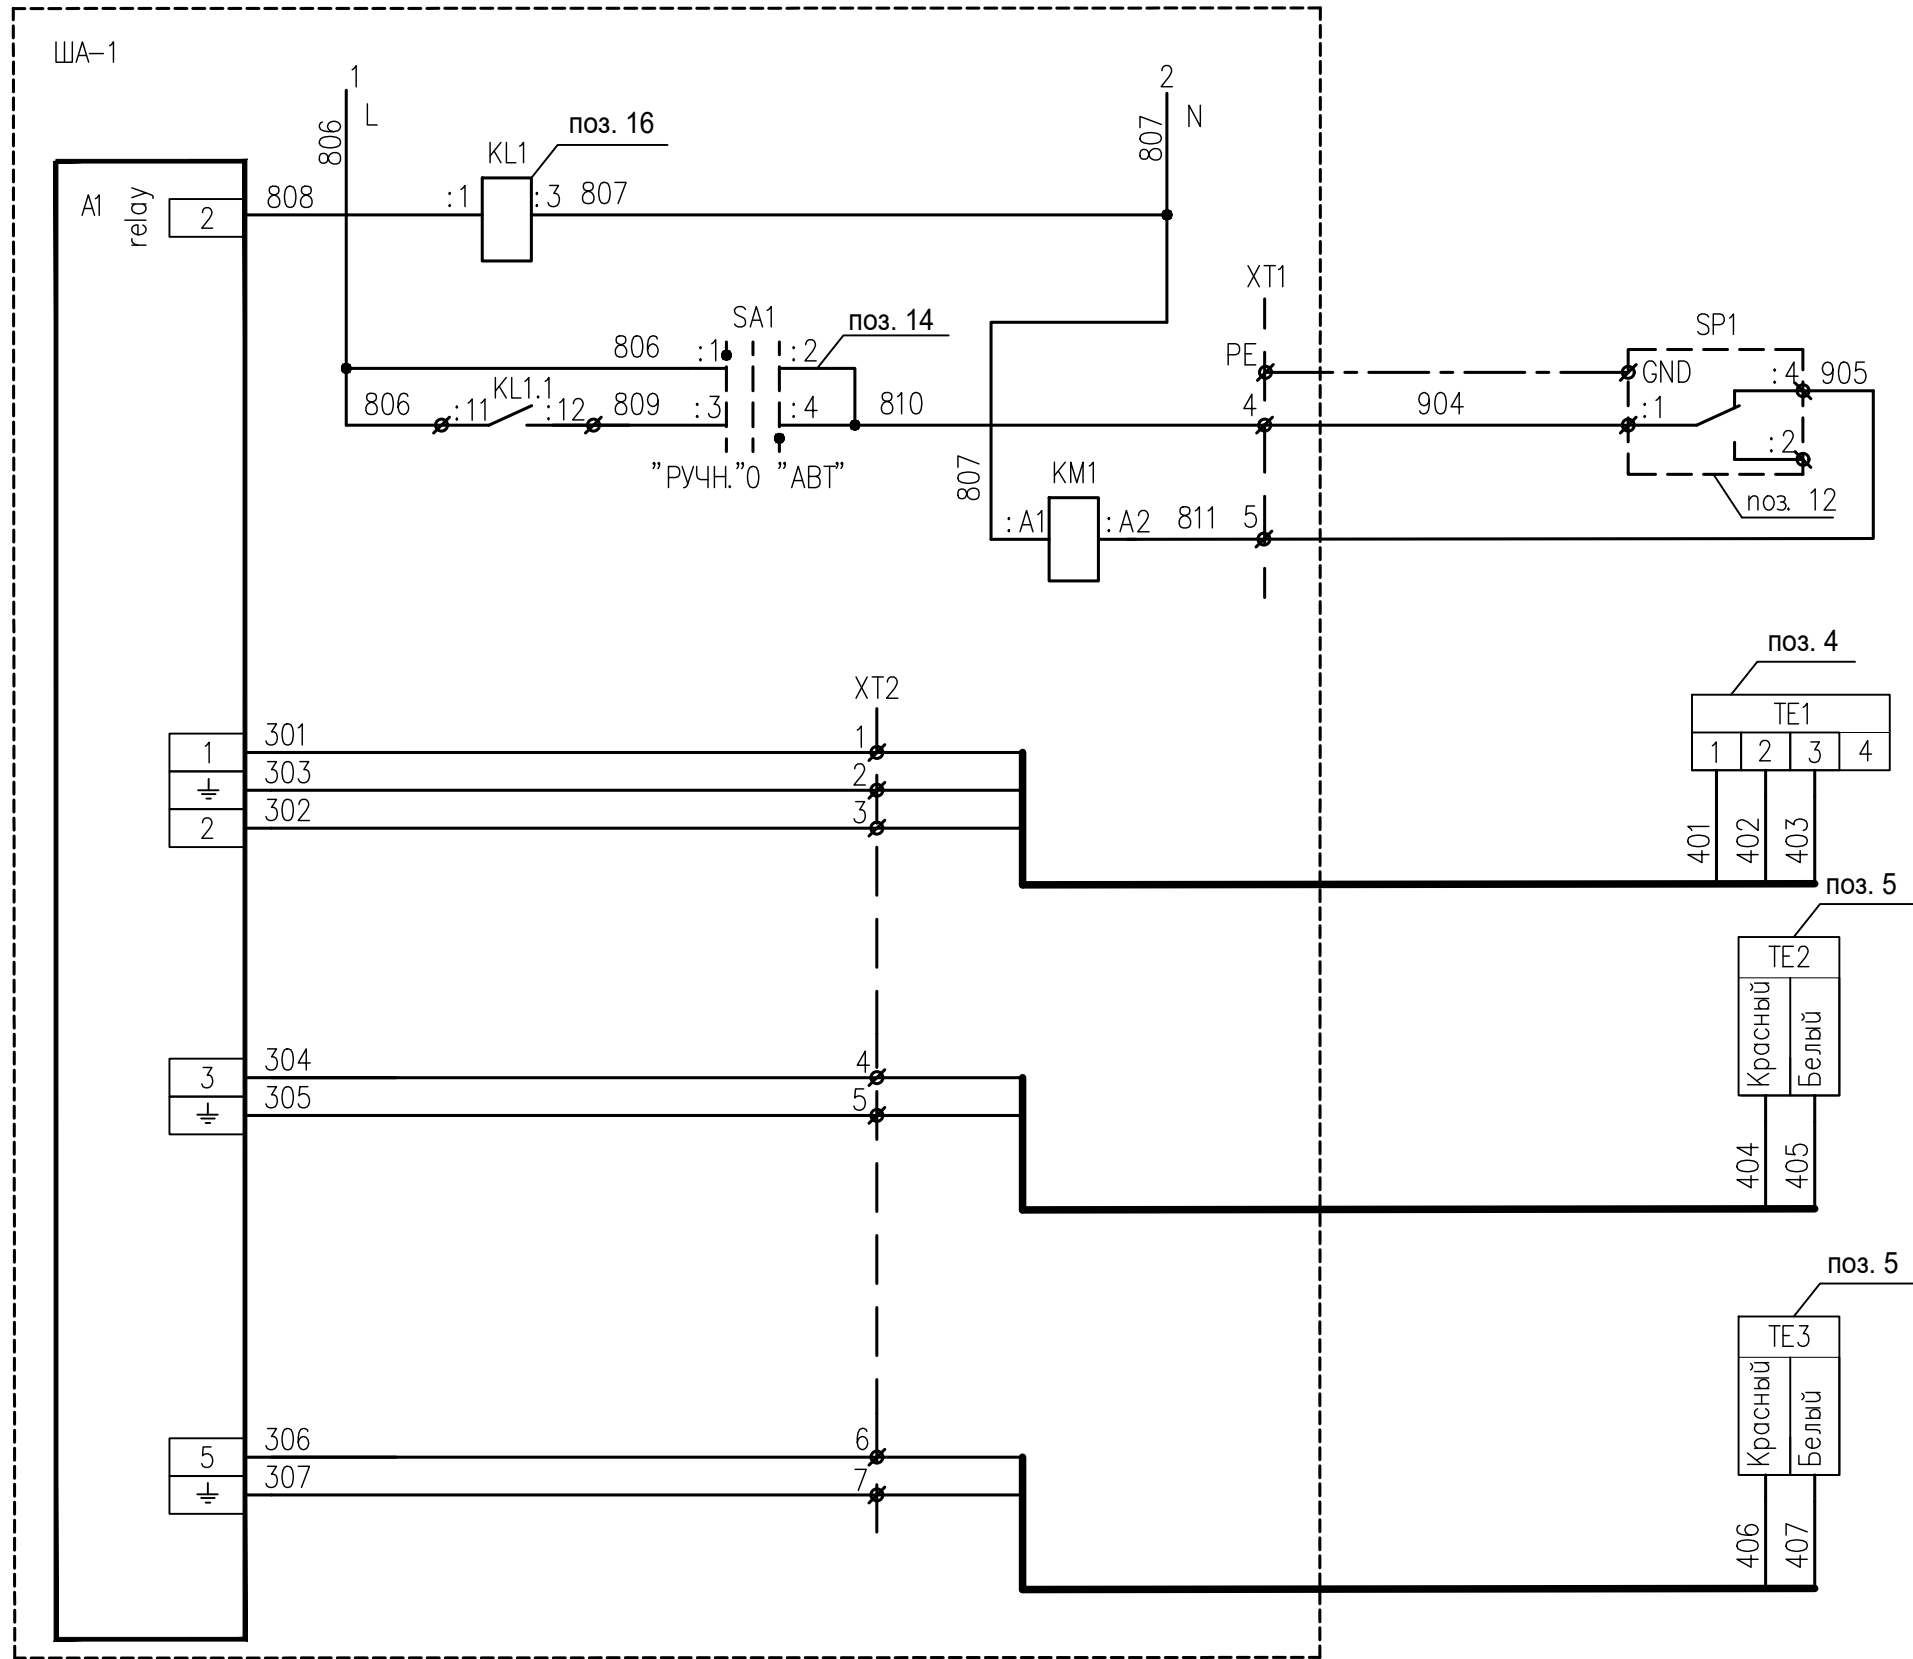 ША-1
1
L
806
2
N
807
поз. 16
KL1
A1
relay
2
808
:1
:3
807
XT1
SA1
поз. 14
SP1
806
:1
:2
PE
GND
:4
905
806
:11
KL1.1
:12
809
:3
:4
810
4
904
:1
:2
"РУЧН."
0
"АВТ"
807
KM1
поз. 12
:A1
:A2
811
5
поз. 4
XT2
TE1
1
2
3
4
1
301
1
303
2
2
302
3
401
402
403
поз. 5
TE2
Красный
Белый
3
304
4
305
5
404
405
поз. 5
TE3
Красный
Белый
5
306
6
307
7
406
407